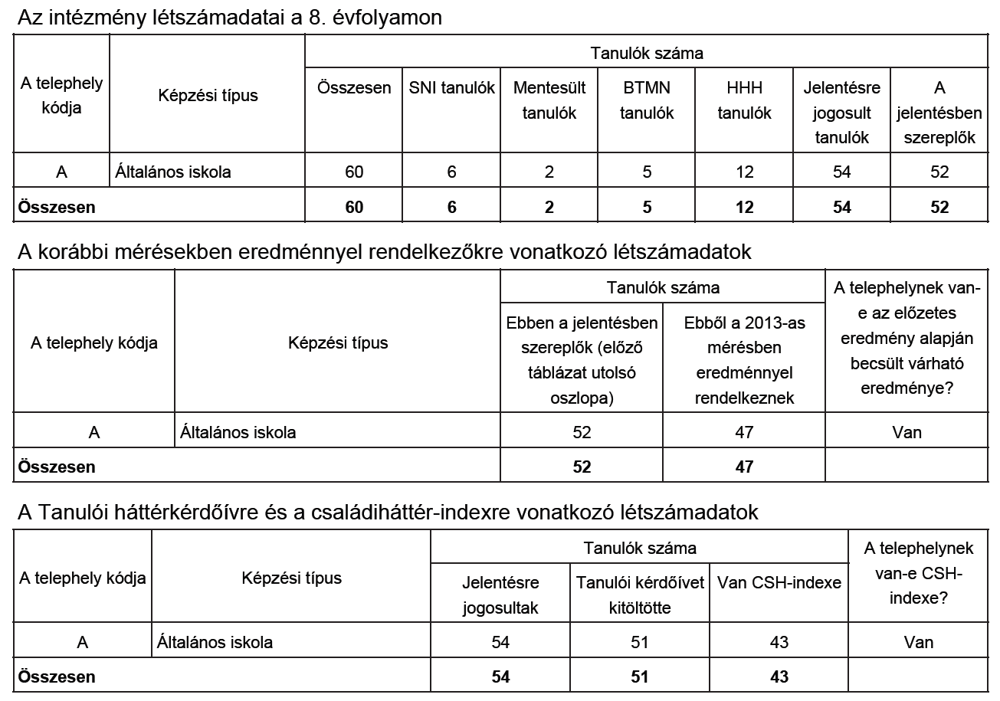 Az intézmény létszámadatai a 8. évfolyamon
Tanulók száma
A telephely kódja
Képzési típus
Összesen
SNI tanulók
Mentesült tanulók
BTMN tanulók
HHH tanulók
Jelentésre jogosult tanulók
A jelentésben szereplők
A Általános iskola 60 6 2 5 12 54 52
Összesen 60 6 2 5 12 54 52
A korábbi mérésekben eredménnyel rendelkezőkre vonatkozó létszámadatok
A telephely kódja
Képzési típus
Tanulók száma
Ebben a jelentésben
szereplők (előző
táblázat utolsó
oszlopa)
Ebből a 2013-as
mérésben
eredménnyel
rendelkeznek
A telephelynek van-
e az előzetes
eredmény alapján
becsült várható
eredménye?
A Általános iskola 52 47 Van
Összesen 52 47
A Tanulói háttérkérdőívre és a családiháttér-indexre vonatkozó létszámadatok
A telephely kódja
Képzési típus
Tanulók száma
Jelentésre
jogosultak
Tanulói kérdőívet
kitöltötte
Van CSH-indexe
A telephelynek
van-e CSH-
indexe?
A Általános iskola 54 51 43 Van
Összesen 54 51 43